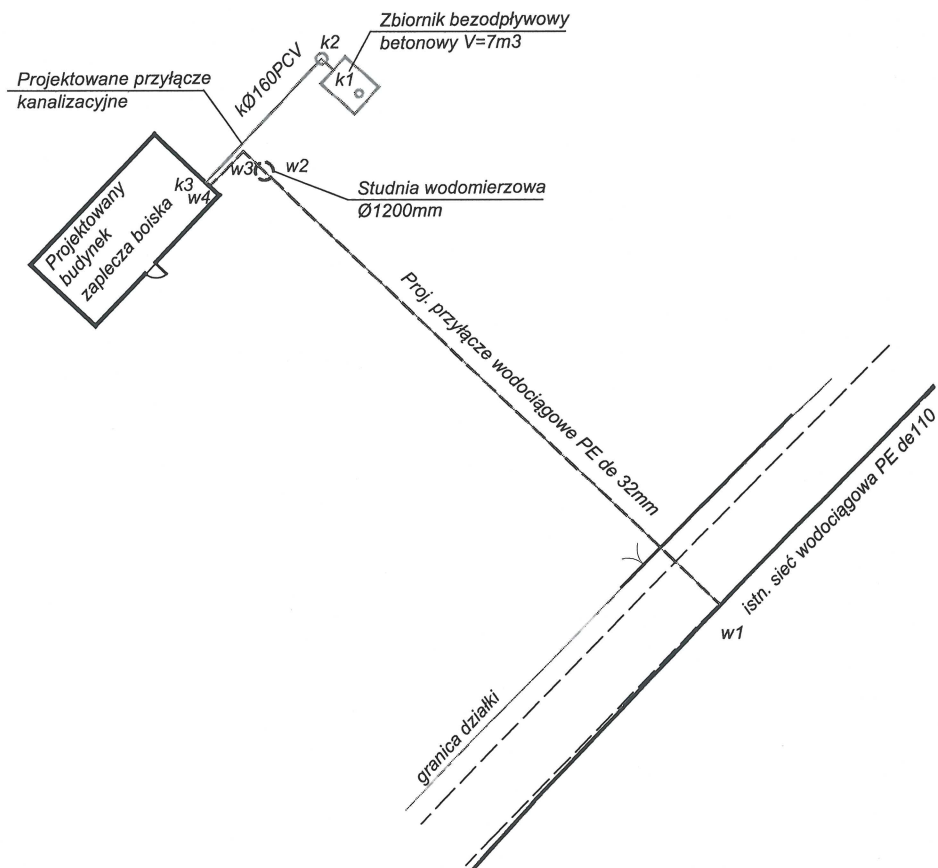 Zbiornik bezodpływowy
betonowy V=7m3
k2
k1
Projektowane przyłącze
kanalizacyjne
kØ160PCV
w3
w2
k3
w4
Studnia wodomierzowa
Ø1200mm
Projektowany
budynek
zaplecza boiska
Proj. przyłącze wodociągowe PE de 32mm
istn. sieć wodociągowa PE de110
w1
granica działki